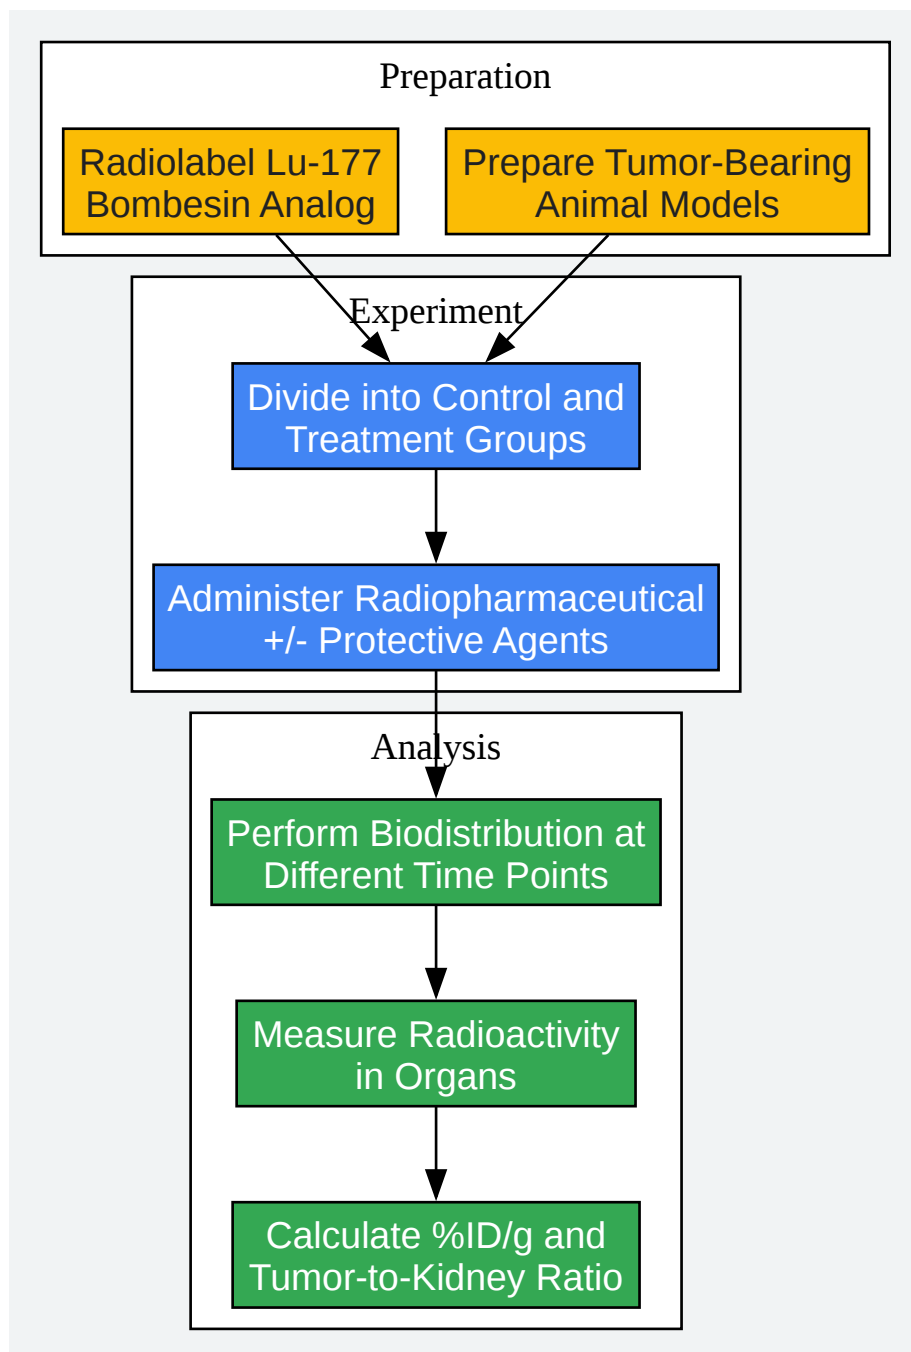 Preparation
Radiolabel Lu-177
Bombesin Analog
Prepare Tumor-Bearing
Animal Models
Experiment
Divide into Control and
Treatment Groups
Administer Radiopharmaceutical
+/- Protective Agents
Analysis
Perform Biodistribution at
Different Time Points
Measure Radioactivity
in Organs
Calculate %ID/g and
Tumor-to-Kidney Ratio